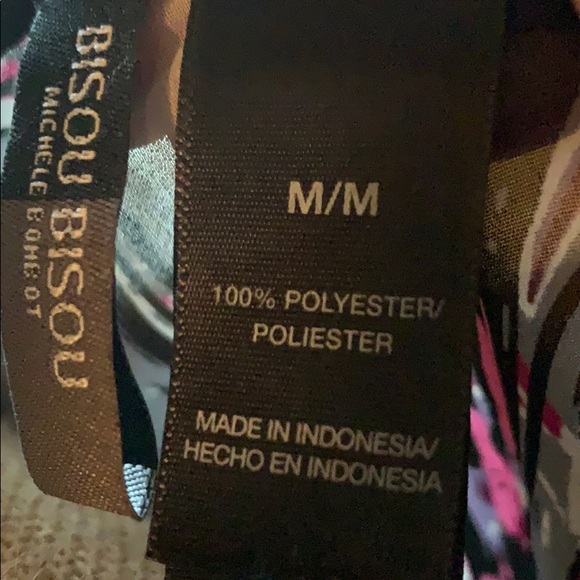 BISOU BISOU
MICHELE BOHBOT
M/M
100% POLYESTER/
POLIESTER
MADE IN INDONESIA/
HECHO EN INDONESIA